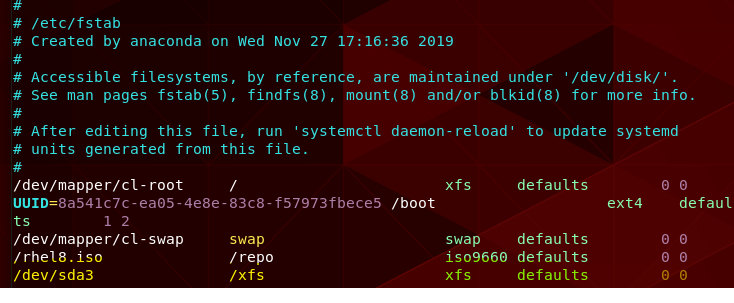 #
# /etc/fstab
# Created by anaconda on Wed Nov 27 17:16:36 2019
#
# Accessible filesystems, by reference, are maintained under '/dev/disk/'.
# See man pages fstab(5), findfs(8), mount(8) and/or blkid(8) for more info.
#
# After editing this file, run 'systemctl daemon-reload' to update systemd
# units generated from this file.
#
/dev/mapper/cl-root     /                       xfs     defaults        0 0
UUID=8a541c7c-ea05-4e8e-83c8-f57973fbece5 /boot                   ext4    defaul
ts        1 2
/dev/mapper/cl-swap     swap                    swap    defaults        0 0
/rhel8.iso              /repo                   iso9660 defaults        0 0
/dev/sda3               /xfs                    xfs     defaults        0 0